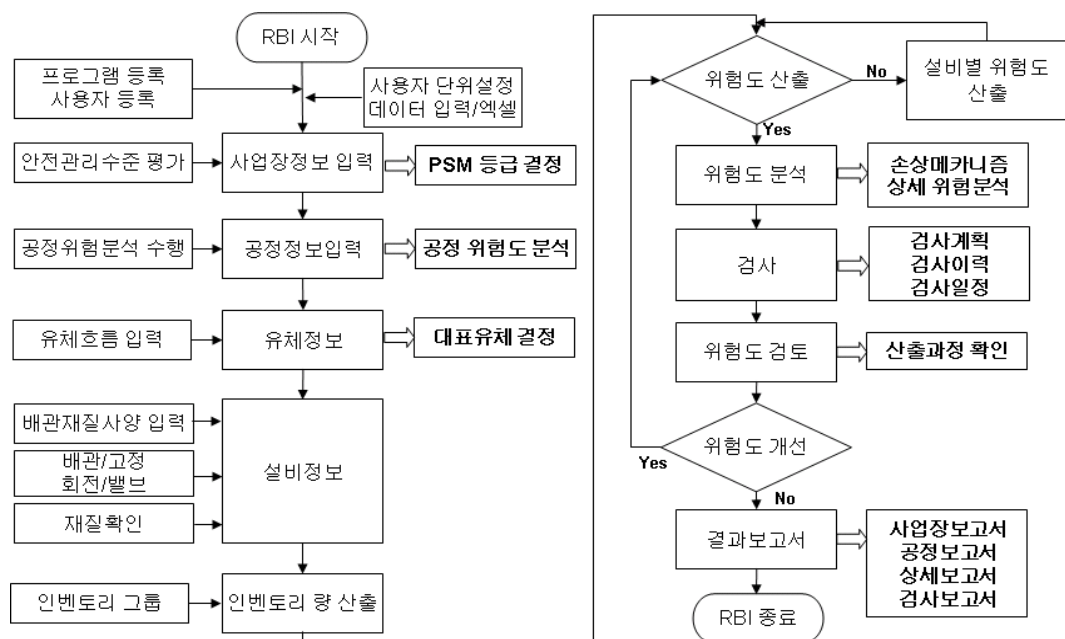 RBI 시작
프로그램 등록
사용자 등록
사용자 단위설정
데이터 입력/엑셀
안전관리수준 평가
사업장정보 입력
PSM 등급 결정
공정위험분석 수행
공정정보입력
공정 위험도 분석
유체흐름 입력
유체정보
대표유체 결정
배관재질사양 입력
배관/고정
회전/밸브
재질확인
설비정보
인벤토리 그룹
인벤토리 량 산출
위험도 산출
No
설비별 위험도
산출
Yes
위험도 분석
손상메카니즘
상세 위험분석
검사
검사계획
검사이력
검사일정
위험도 검토
산출과정 확인
위험도 개선
Yes
No
결과보고서
사업장보고서
공정보고서
상세보고서
검사보고서
RBI 종료